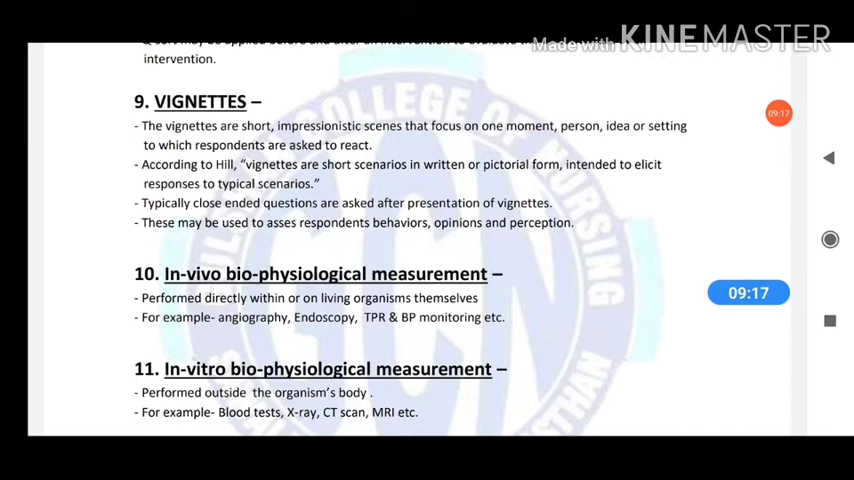 Made with KINEMASTER
intervention.
9. VIGNETTES –
- The vignettes are short, impressionistic scenes that focus on one moment, person, idea or setting
to which respondents are asked to react.
- According to Hill, “vignettes are short scenarios in written or pictorial form, intended to elicit
responses to typical scenarios.”
- Typically close ended questions are asked after presentation of vignettes.
- These may be used to asses respondents behaviors, opinions and perception.
09:17
10. In-vivo bio-physiological measurement –
- Performed directly within or on living organisms themselves
09:17
- For example- angiography, Endoscopy, TPR & BP monitoring etc.
11. In-vitro bio-physiological measurement –
- Performed outside the organism’s body .
- For example- Blood tests, X-ray, CT scan, MRI etc.
COLLEGE OF NURSING
GCN